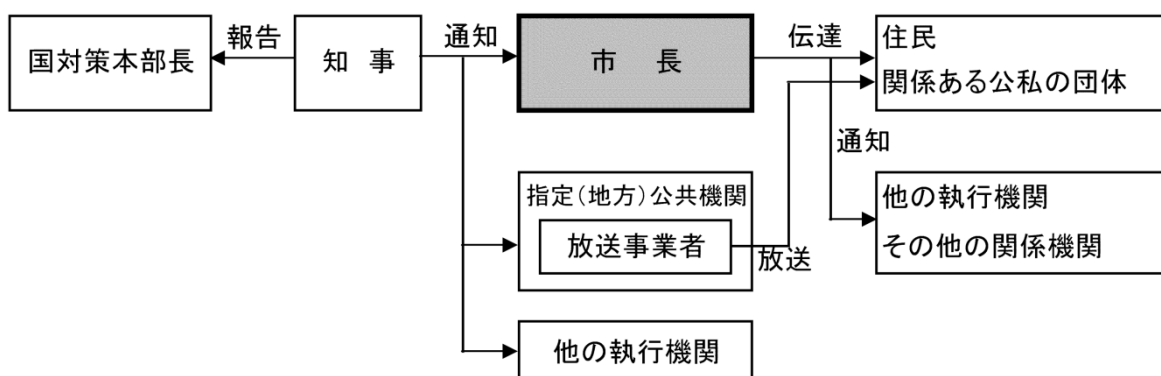 国対策本部長
報告
知 事
通知
市 長
伝達
住民
関係ある公私の団体
通知
指定(地方)公共機関
放送事業者
放送
他の執行機関
その他の関係機関
他の執行機関